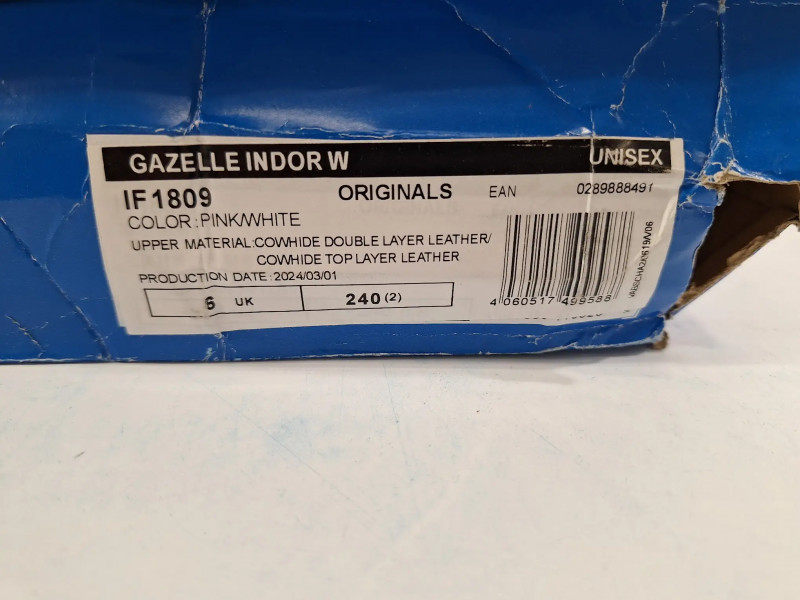 GAZELLE INDOR W UNISEX
IF1809 ORIGINALS EAN 0289888491
COLOR:PINK/WHITE
UPPER MATERIAL:COWHIDE DOUBLE LAYER LEATHER/
COWHIDE TOP LAYER LEATHER
PRODUCTION DATE:2024/03/01
6 UK 240(2)
4 060517 499588